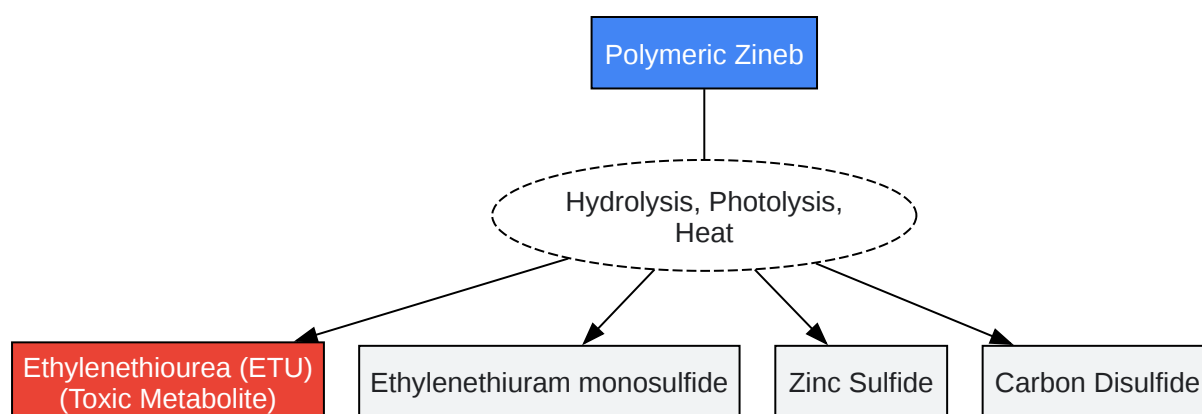 Polymeric Zineb
Hydrolysis, Photolysis,
Heat
Ethylenethiourea (ETU)
(Toxic Metabolite)
Ethylenethiuram monosulfide
Zinc Sulfide
Carbon Disulfide